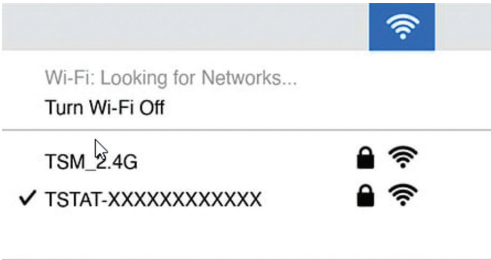 Wi-Fi: Looking for Networks...
Turn Wi-Fi Off
TSM_2.4G
✓ TSTAT-XXXXXXXXXXXX